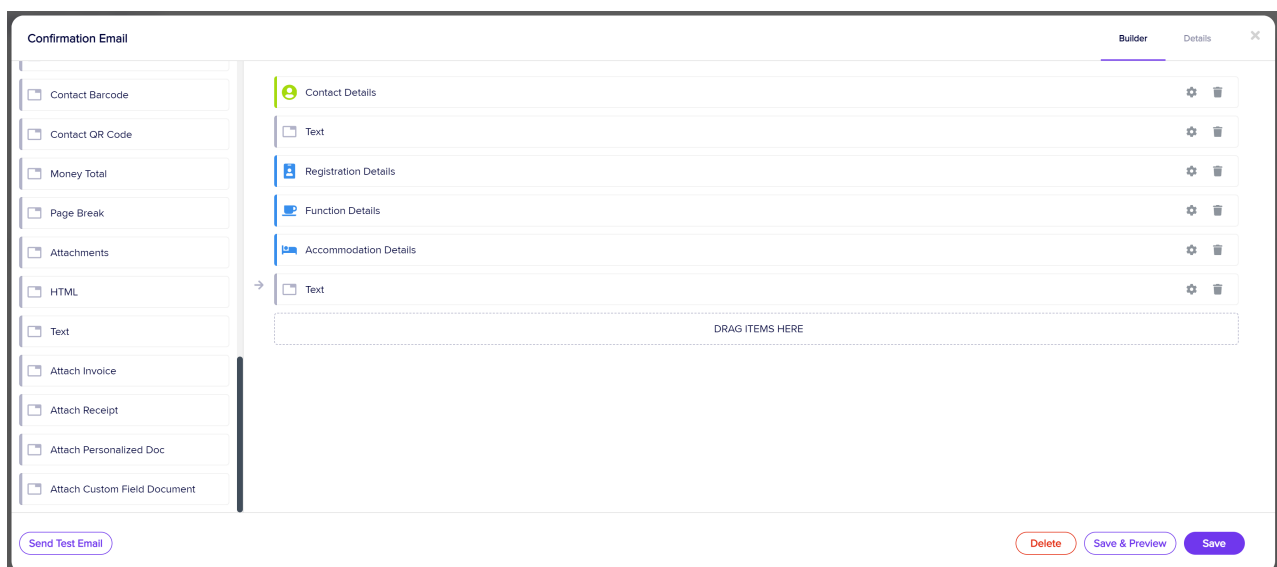 Confirmation Email
Builder
Details
Contact Barcode
Contact QR Code
Money Total
Page Break
Attachments
HTML
Text
Attach Invoice
Attach Receipt
Attach Personalized Doc
Attach Custom Field Document
Contact Details
Text
Registration Details
Function Details
Accommodation Details
Text
DRAG ITEMS HERE
Send Test Email
Delete
Save & Preview
Save